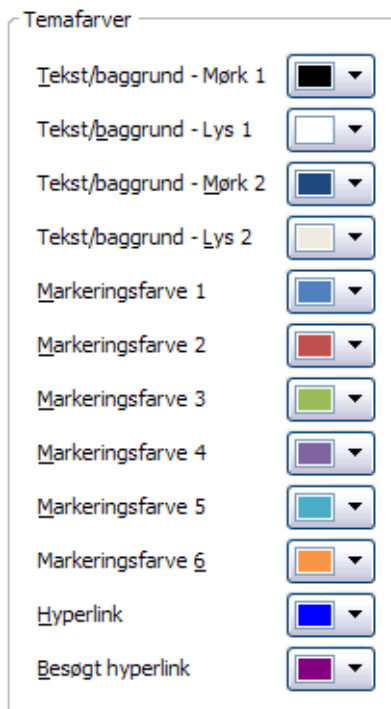 Temafarver
Tekst/baggrund - Mørk 1
Tekst/baggrund - Lys 1
Tekst/baggrund - Mørk 2
Tekst/baggrund - Lys 2
Markeringsfarve 1
Markeringsfarve 2
Markeringsfarve 3
Markeringsfarve 4
Markeringsfarve 5
Markeringsfarve 6
Hyperlink
Besøgt hyperlink